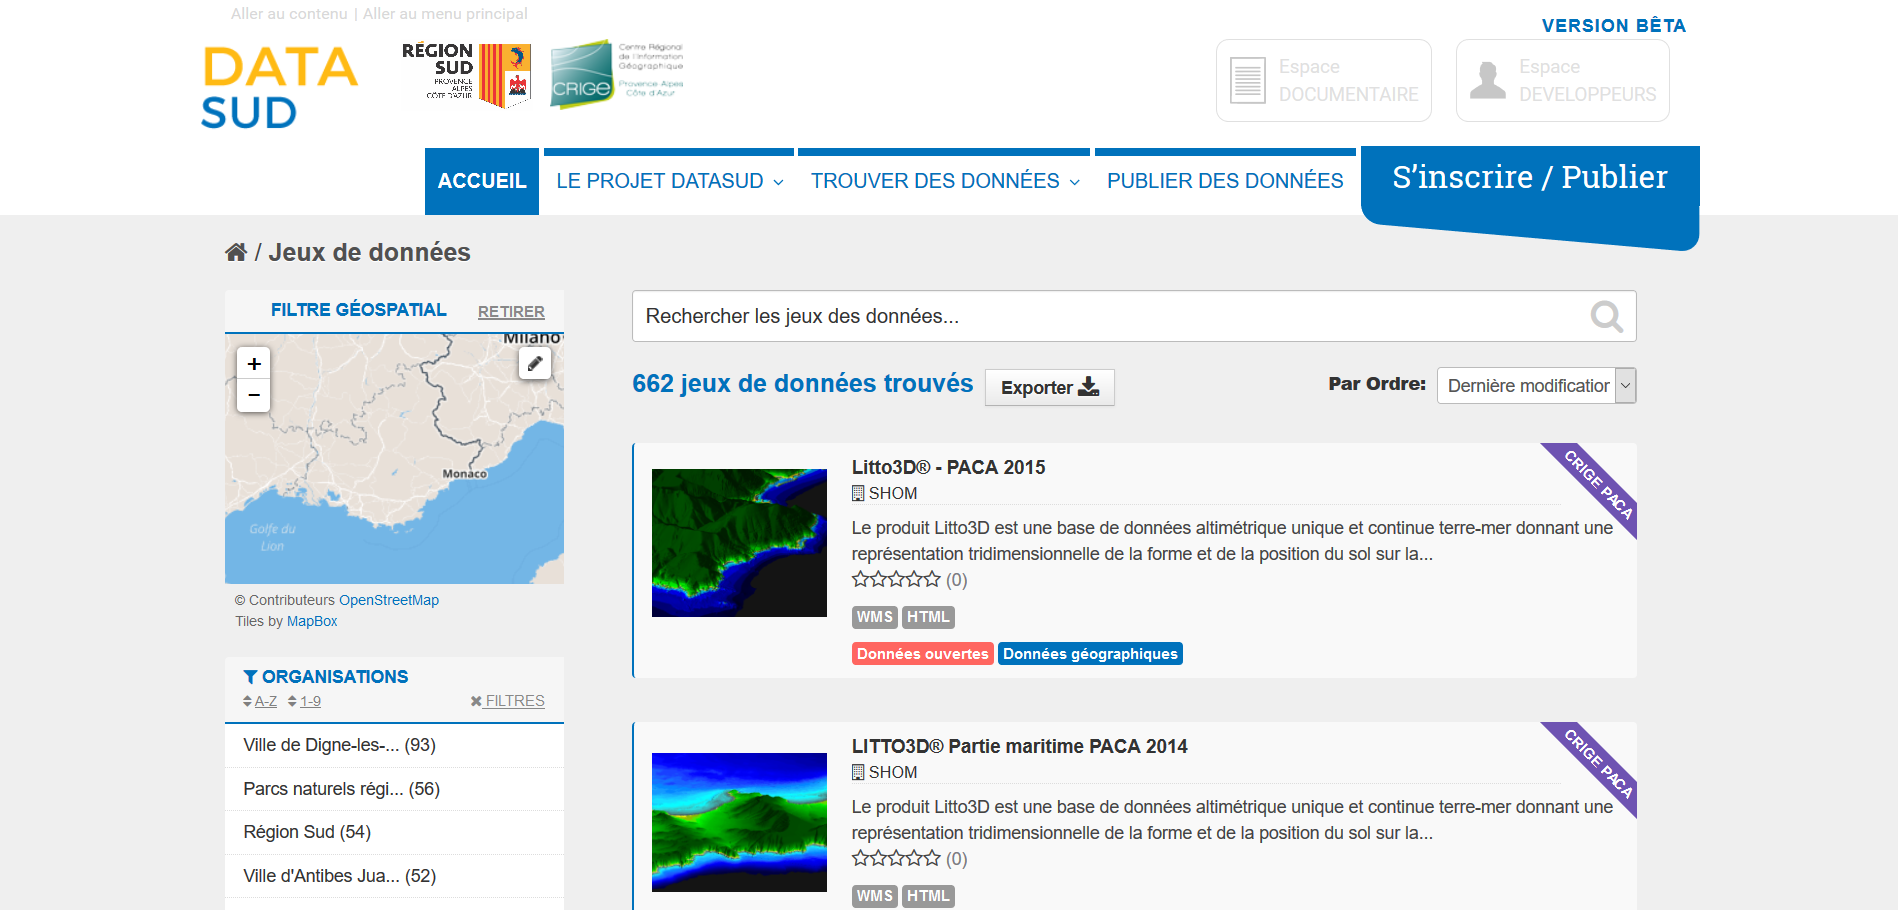 Aller au contenu | Aller au menu principal
VERSION BÊTA
DATA
SUD
RÉGION
SUD
PROVENCE
ALPES
CÔTE D'AZUR
CRIGE
Centre Régional
de l'Information
Géographique
Provence-Alpes
Côte d'Azur
Espace
DOCUMENTAIRE
Espace
DEVELOPPEURS
ACCUEIL
LE PROJET DATASUD
TROUVER DES DONNÉES
PUBLIER DES DONNÉES
S'inscrire / Publier
/ Jeux de données
FILTRE GÉOSPATIAL
RETIRER
Milano
+
−
Monaco
Golfe du
Lion
© Contributeurs OpenStreetMap
Tiles by MapBox
ORGANISATIONS
A-Z 1-9
FILTRES
Ville de Digne-les-... (93)
Parcs naturels régi... (56)
Région Sud (54)
Ville d'Antibes Jua... (52)
Rechercher les jeux des données...
662 jeux de données trouvés
Exporter
Par Ordre:
Dernière modification
Litto3D® - PACA 2015
SHOM
Le produit Litto3D est une base de données altimétrique unique et continue terre-mer donnant une
représentation tridimensionnelle de la forme et de la position du sol sur la...
(0)
WMS HTML
Données ouvertes Données géographiques
CRIGE PACA
LITTO3D® Partie maritime PACA 2014
SHOM
Le produit Litto3D est une base de données altimétrique unique et continue terre-mer donnant une
représentation tridimensionnelle de la forme et de la position du sol sur la...
(0)
WMS HTML
CRIGE PACA